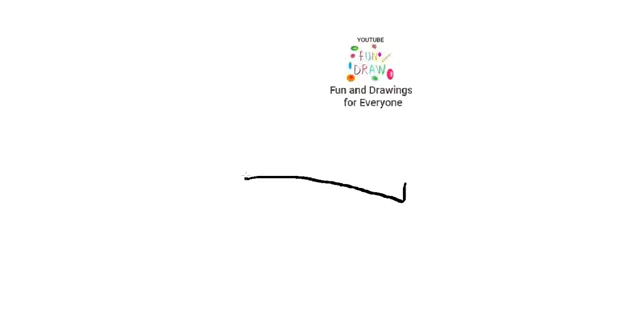 YOUTUBE
FUN
DRAW
Fun and Drawings
for Everyone